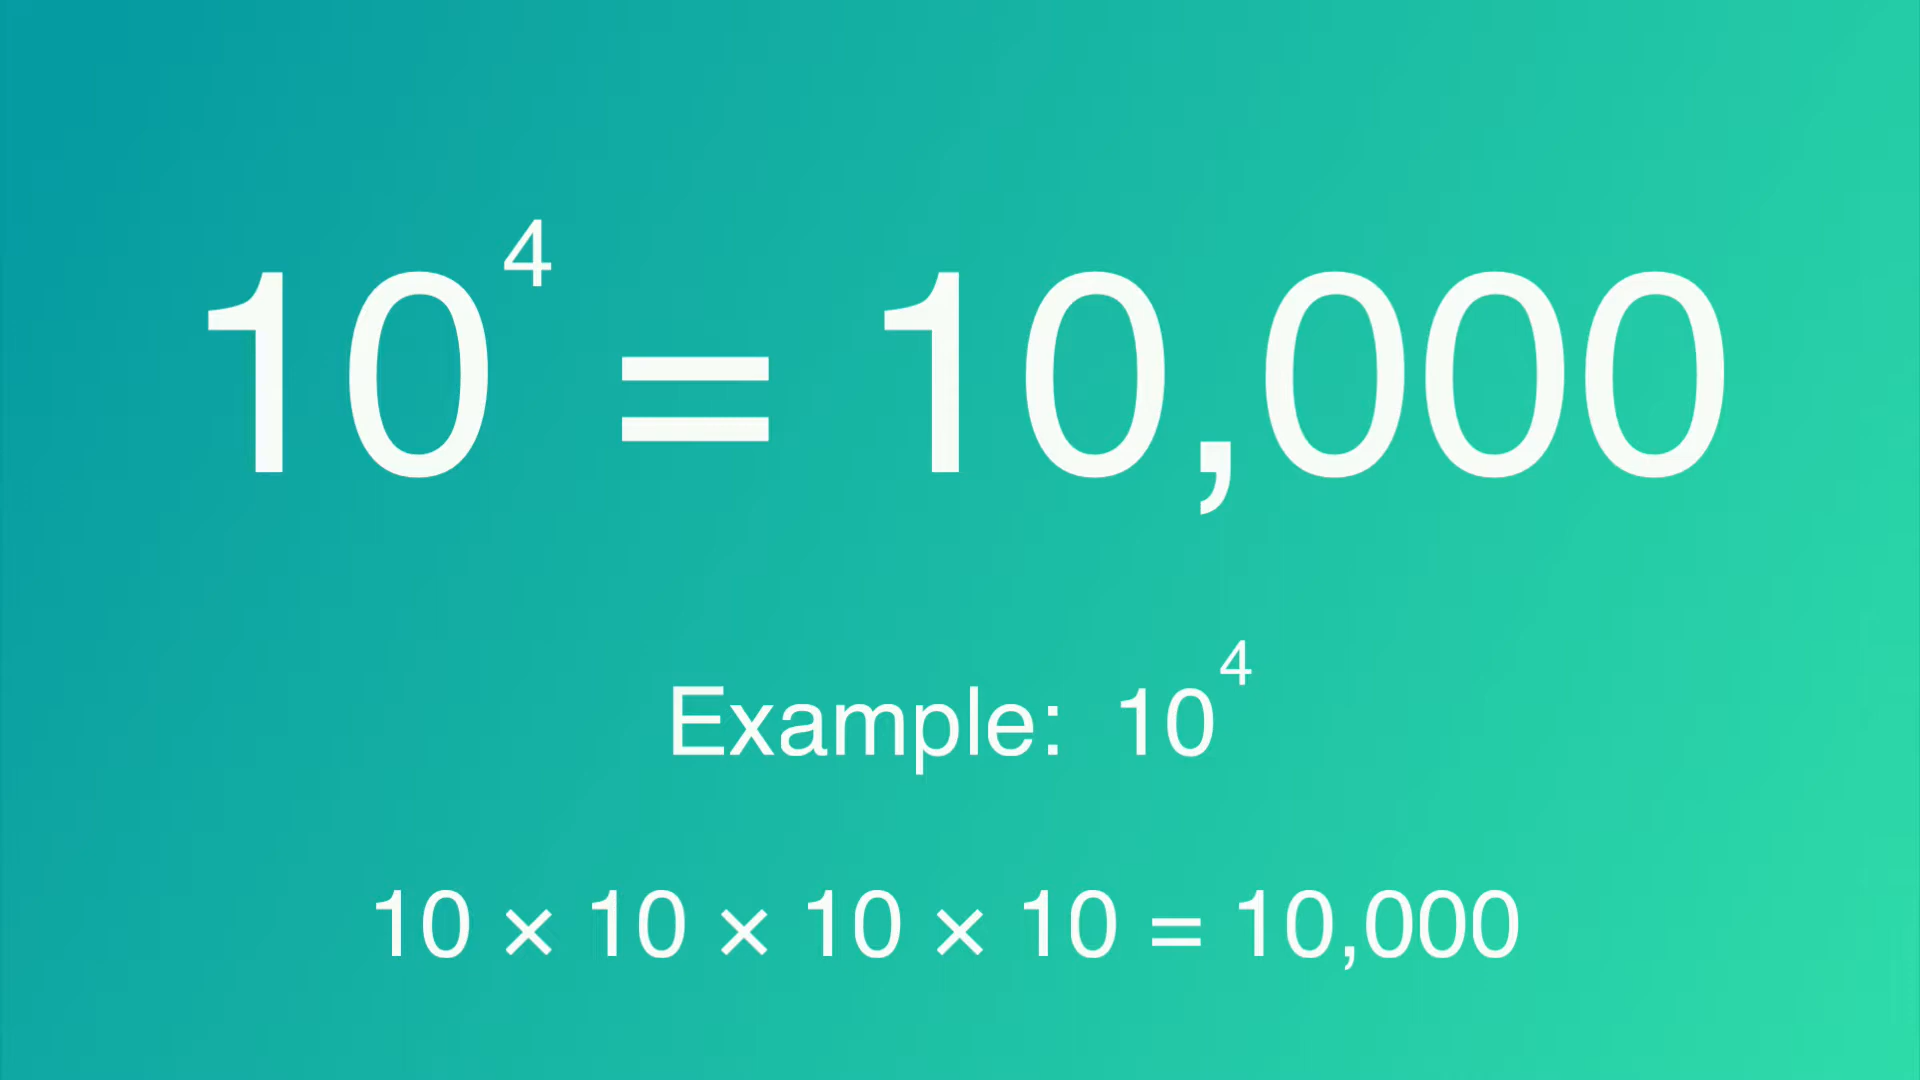 10⁴ = 10,000
Example: 10⁴
10 × 10 × 10 × 10 = 10,000